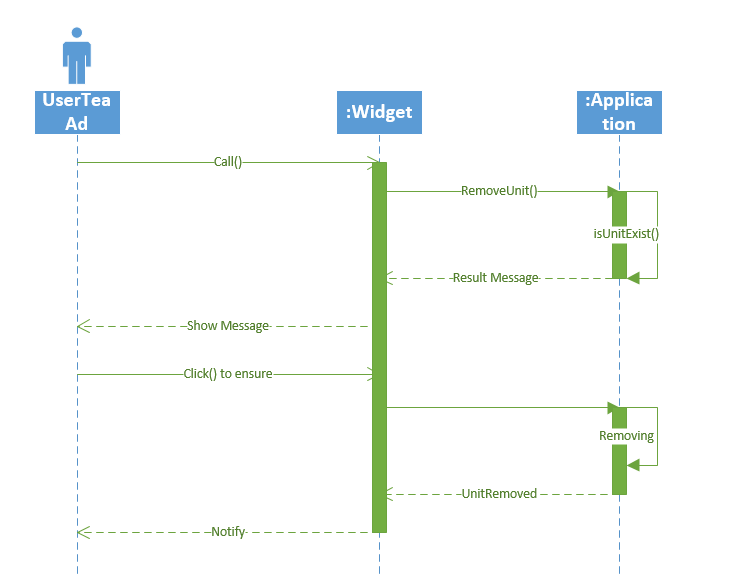 UserTea
Ad
:Widget
:Applica
tion
Call()
RemoveUnit()
isUnitExist()
Result Message
Show Message
Click() to ensure
Removing
UnitRemoved
Notify